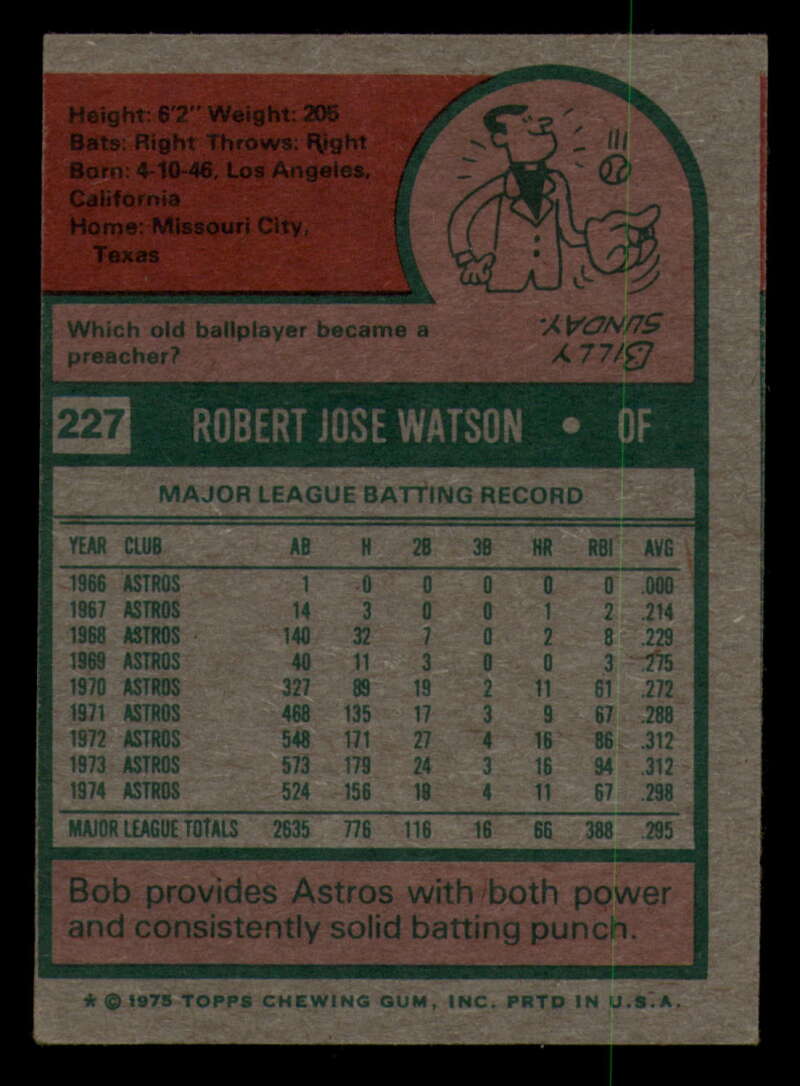 Height: 6'2" Weight: 205
Bats: Right Throws: Right
Born: 4-10-46, Los Angeles,
California
Home: Missouri City,
Texas
Which old ballplayer became a
preacher?
BILLY
SUNDAY.
227 ROBERT JOSE WATSON • OF
MAJOR LEAGUE BATTING RECORD
YEAR CLUB AB H 2B 3B HR RBI AVG
1966 ASTROS 1 0 0 0 0 0 .000
1967 ASTROS 14 3 0 0 1 2 .214
1968 ASTROS 140 32 7 0 2 8 .229
1969 ASTROS 40 11 3 0 0 3 .275
1970 ASTROS 327 89 19 2 11 61 .272
1971 ASTROS 468 135 17 3 9 67 .288
1972 ASTROS 548 171 27 4 16 86 .312
1973 ASTROS 573 179 24 3 16 94 .312
1974 ASTROS 524 156 19 4 11 67 .298
MAJOR LEAGUE TOTALS 2635 776 116 16 66 388 .295
Bob provides Astros with both power
and consistently solid batting punch.
* © 1975 TOPPS CHEWING GUM, INC. PRTD IN U.S.A.